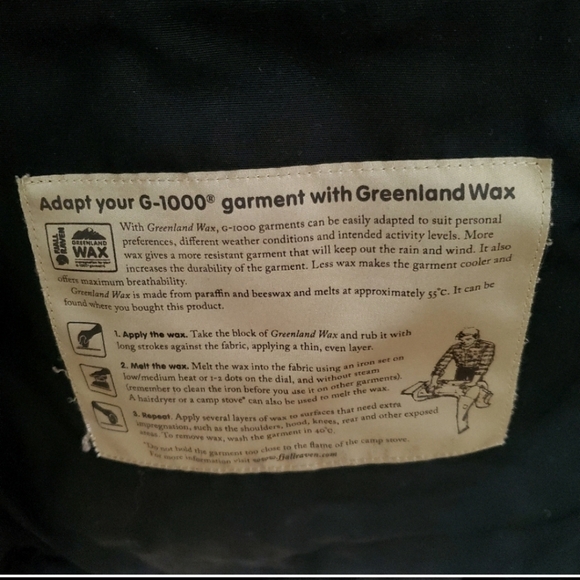 Adapt your G-1000® garment with Greenland Wax
FJÄLL
RÄVEN
GREENLAND
WAX
With Greenland Wax, G-1000 garments can be easily adapted to suit personal
preferences, different weather conditions and intended activity levels. More
wax gives a more resistant garment that will keep out the rain and wind. It also
increases the durability of the garment. Less wax makes the garment cooler and
offers maximum breathability.
Greenland Wax is made from paraffin and beeswax and melts at approximately 55°C. It can be
found where you bought this product.
1. Apply the wax. Take the block of Greenland Wax and rub it with
long strokes against the fabric, applying a thin, even layer.
2. Melt the wax. Melt the wax into the fabric using an iron set on
low/medium heat or 1-2 dots on the dial, and without steam
(remember to clean the iron before you use it on other garments).
A hairdryer or a camp stove* can also be used to melt the wax.
3. Repeat. Apply several layers of wax to surfaces that need extra
impregnation, such as the shoulders, hood, knees, rear and other exposed
areas. To remove wax, wash the garment in 40°C.
*Do not hold the garment too close to the flame of the camp stove.
For more information visit www.fjallraven.com